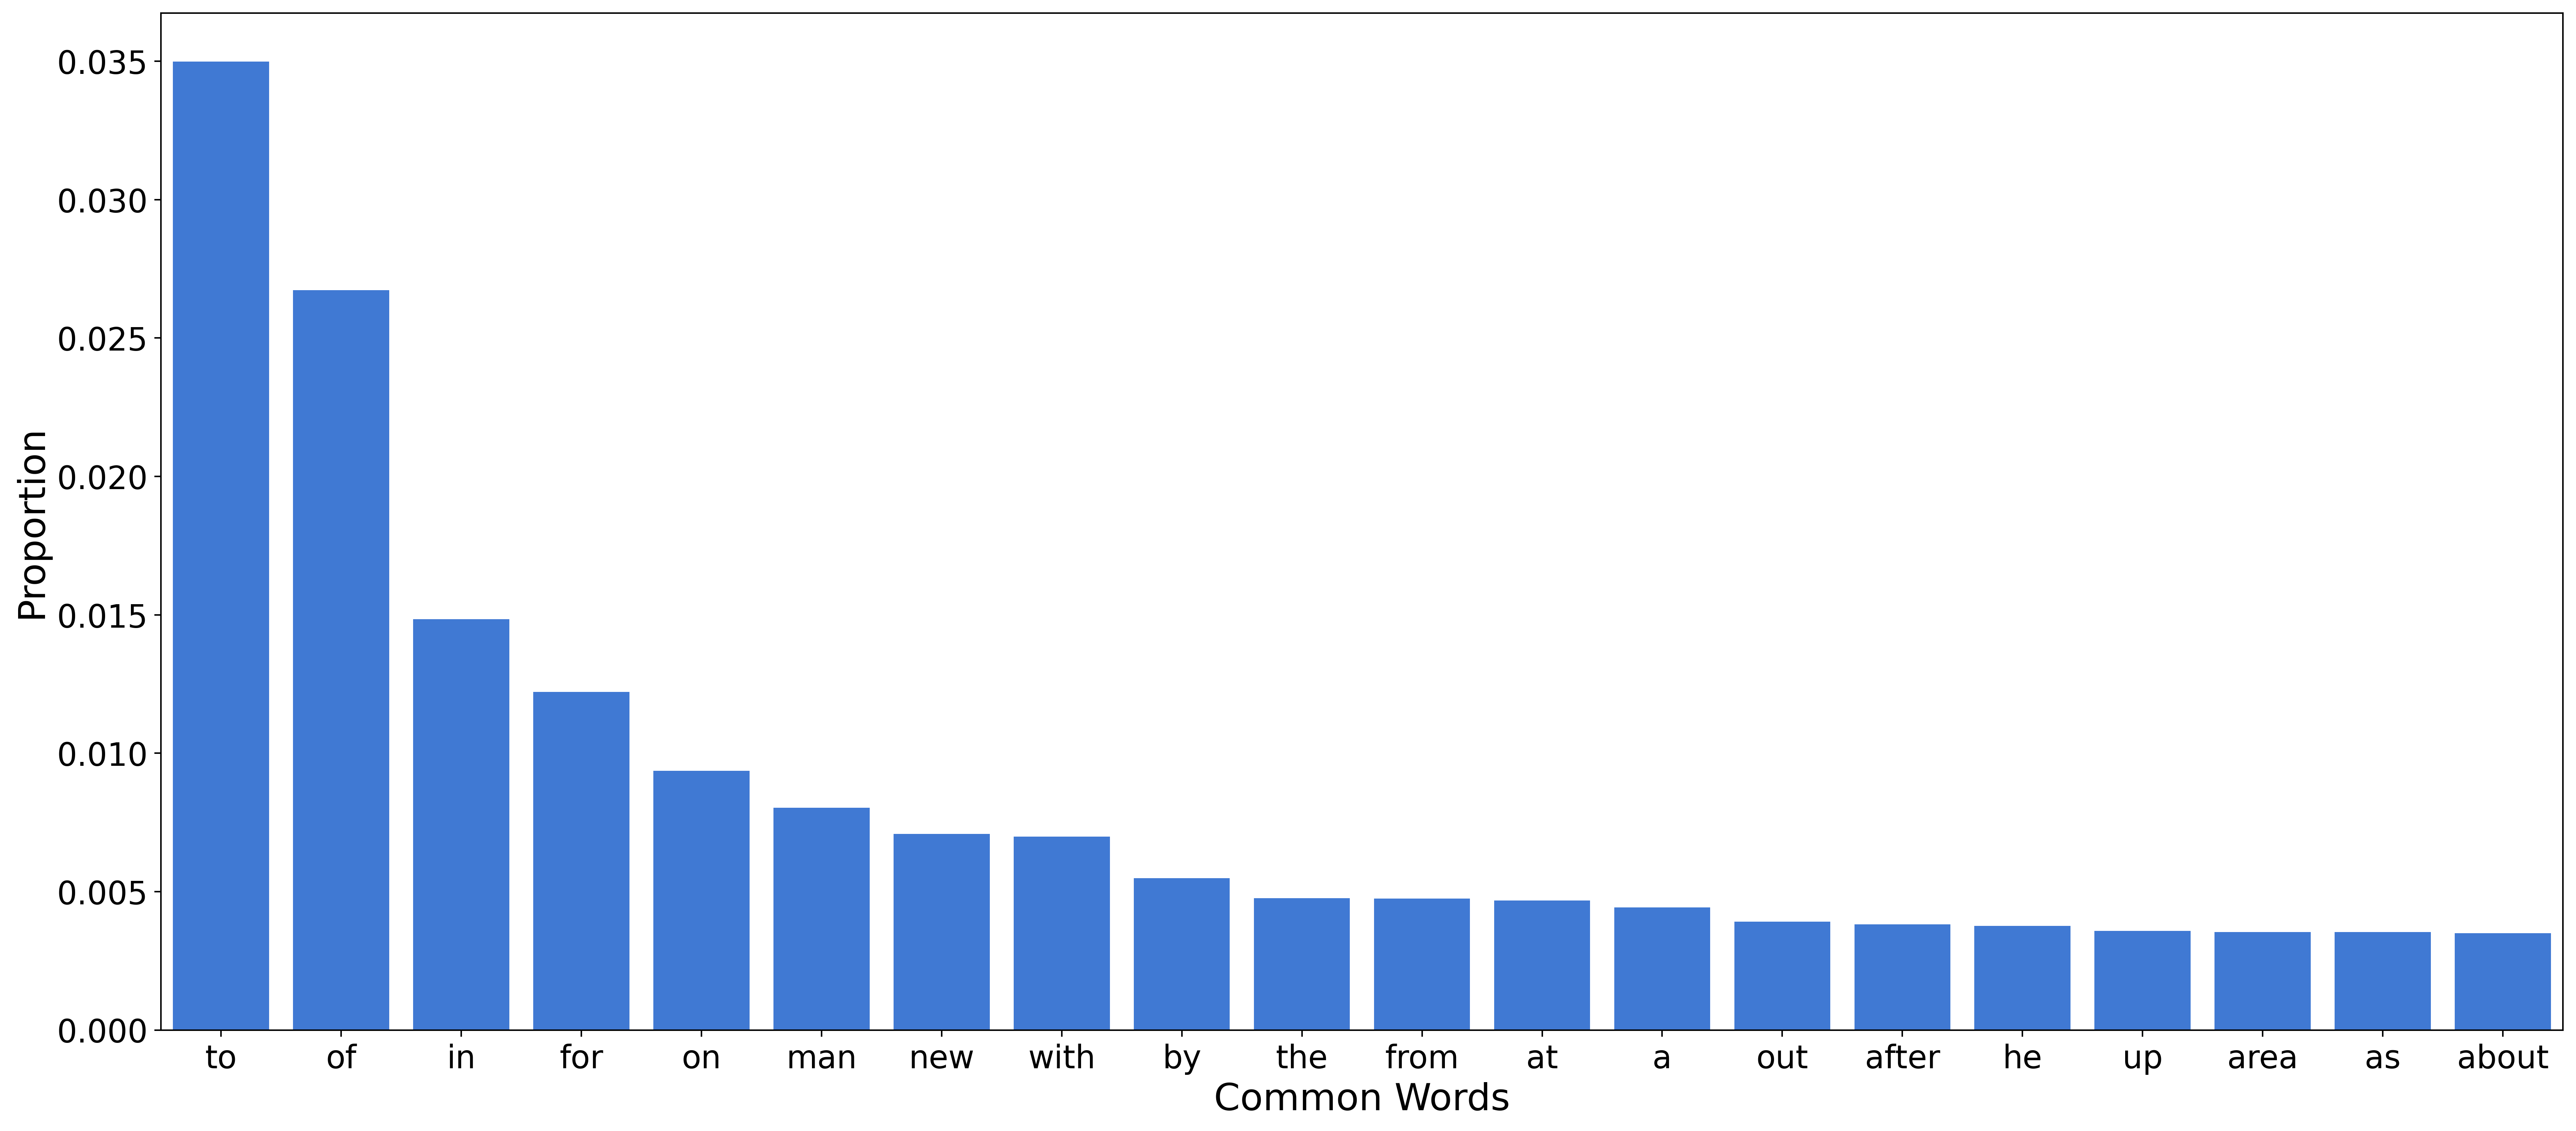 0.035
0.030
0.025
0.020
0.015
0.010
0.005
0.000
Proportion
to of in for on man new with by the from at a out after he up area as about
Common Words